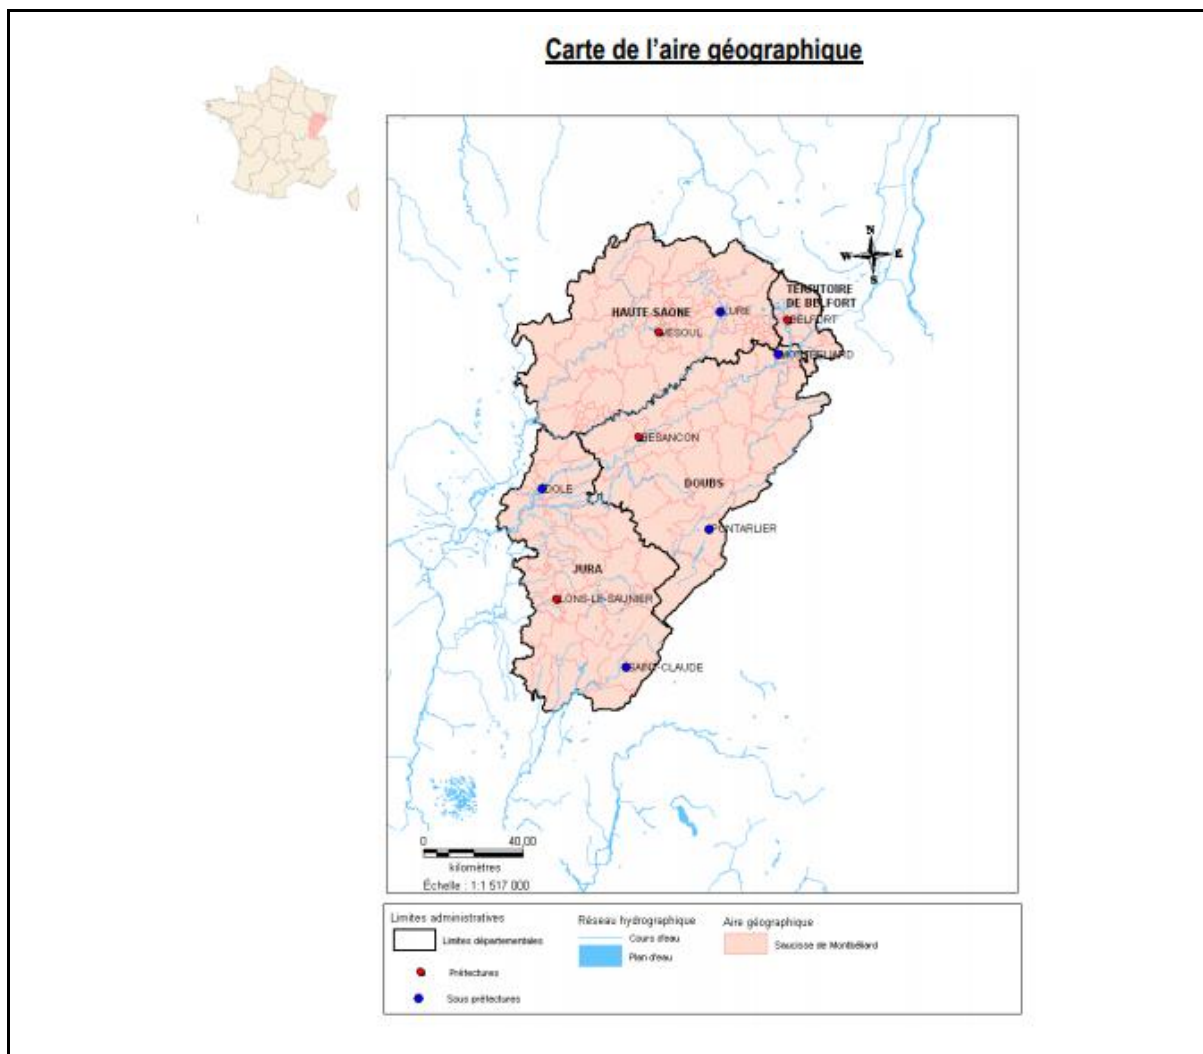 Carte de l'aire géographique
N
W E
S
TERRITOIRE
DE BELFORT
HAUTE SAONE
LURE
BELFORT
VESOUL
MONTBELIARD
BESANCON
DOLE
DOUBS
PONTARLIER
JURA
LONS-LE-SAUNIER
SAINT-CLAUDE
0 40,00
kilomètres
Échelle : 1:1 517 000
Limites administratives
Limites départementales
Préfectures
Sous préfectures
Réseau hydrographique
Cours d'eau
Plan d'eau
Aire géographique
Saucisse de Montbéliard